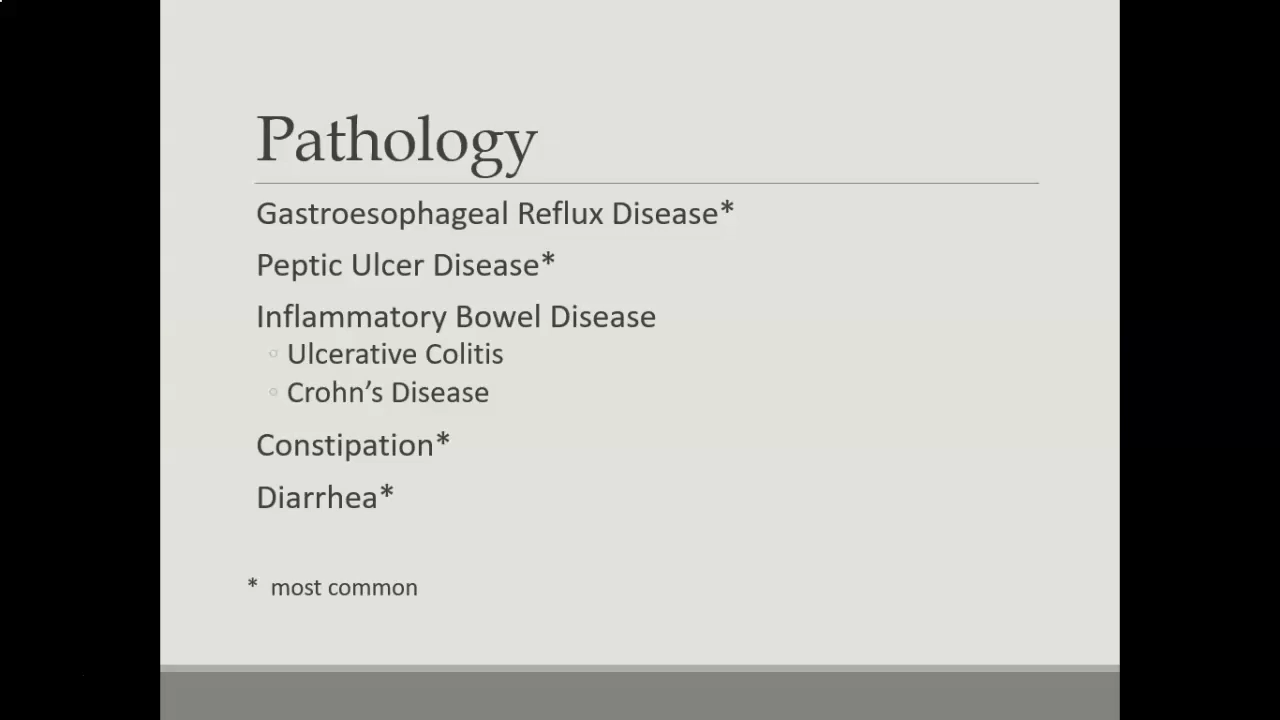 Pathology
Gastroesophageal Reflux Disease*
Peptic Ulcer Disease*
Inflammatory Bowel Disease
◦ Ulcerative Colitis
◦ Crohn’s Disease
Constipation*
Diarrhea*
* most common